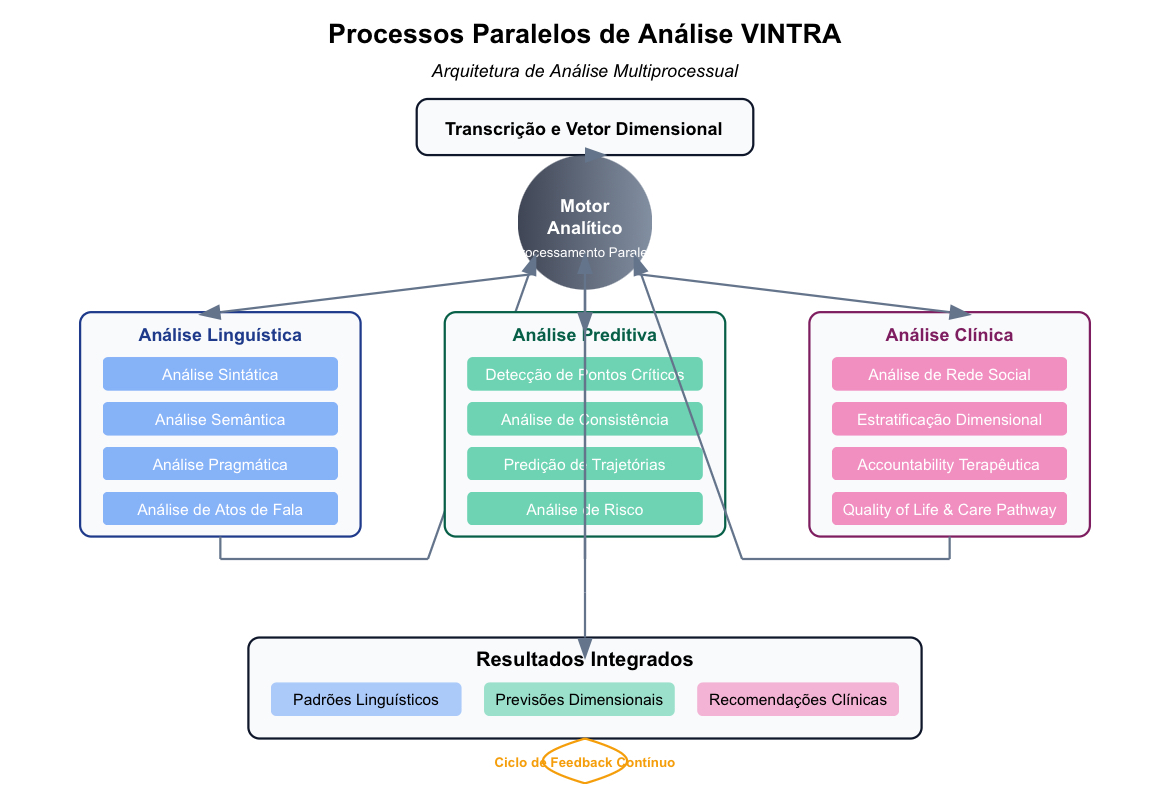 Processos Paralelos de Análise VINTRA
Arquitetura de Análise Multiprocessual
Transcrição e Vetor Dimensional
Motor
Analítico
ocessamento Parale
Análise Linguística
Análise Sintática
Análise Semântica
Análise Pragmática
Análise de Atos de Fala
Análise Preditiva
Detecção de Pontos Críticos
Análise de Consistência
Predição de Trajetórias
Análise de Risco
Análise Clínica
Análise de Rede Social
Estratificação Dimensional
Accountability Terapêutica
Quality of Life & Care Pathway
Resultados Integrados
Padrões Linguísticos
Previsões Dimensionais
Recomendações Clínicas
Ciclo de Feedback Contínuo